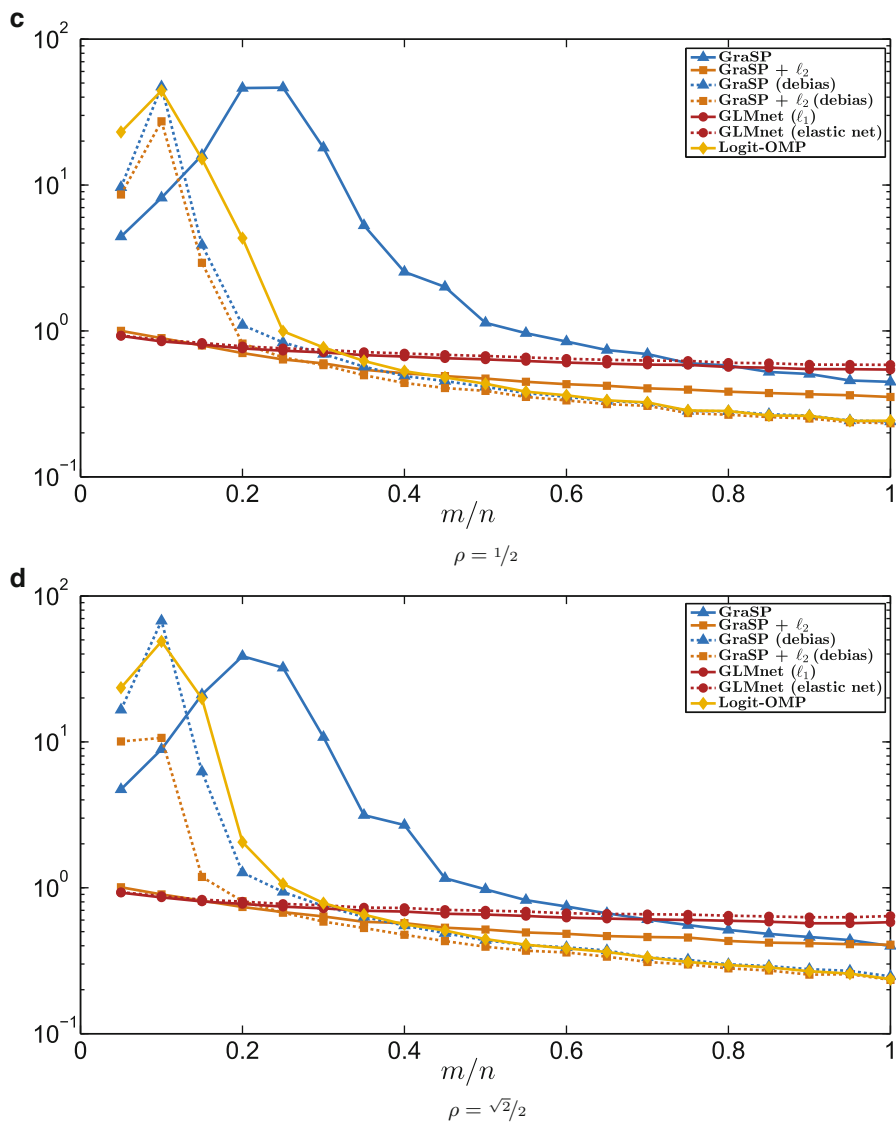 c
10^2
10^1
10^0
10^−1
0 0.2 0.4 0.6 0.8 1
m/n
ρ = 1/2
GraSP
GraSP + ℓ2
GraSP (debias)
GraSP + ℓ2 (debias)
GLMnet (ℓ1)
GLMnet (elastic net)
Logit-OMP
d
10^2
10^1
10^0
10^−1
0 0.2 0.4 0.6 0.8 1
m/n
ρ = √2/2
GraSP
GraSP + ℓ2
GraSP (debias)
GraSP + ℓ2 (debias)
GLMnet (ℓ1)
GLMnet (elastic net)
Logit-OMP